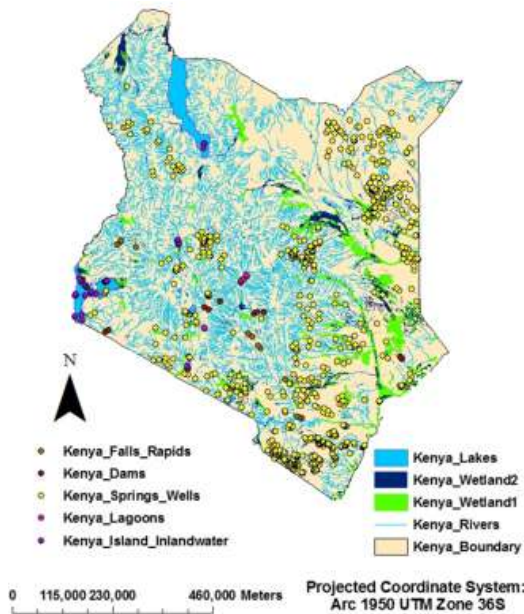 N
Kenya_Falls_Rapids
Kenya_Dams
Kenya_Springs_Wells
Kenya_Lagoons
Kenya_Island_Inlandwater
Kenya_Lakes
Kenya_Wetland2
Kenya_Wetland1
Kenya_Rivers
Kenya_Boundary
0 115,000 230,000 460,000 Meters
Projected Coordinate System:
Arc 1950 UTM Zone 36S